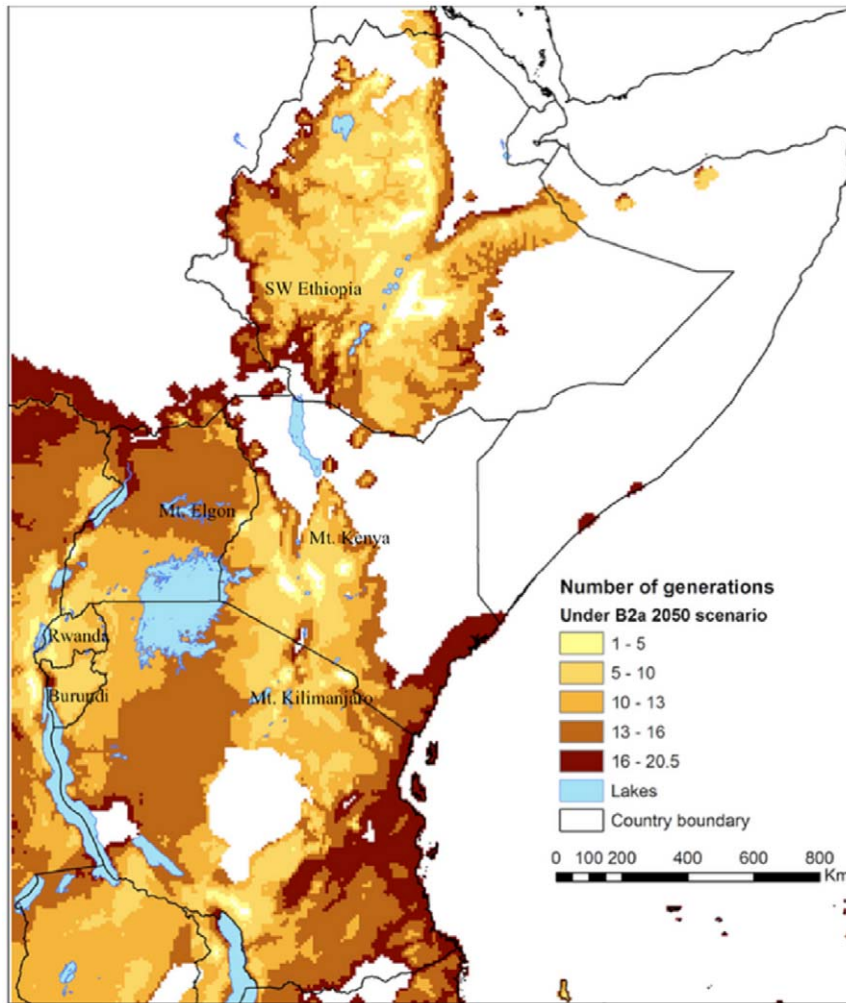 SW Ethiopia
Mt. Elgon
Mt. Kenya
Rwanda
Burundi
Mt. Kilimanjaro
Number of generations
Under B2a 2050 scenario
1 - 5
5 - 10
10 - 13
13 - 16
16 - 20.5
Lakes
Country boundary
0 100 200 400 600 800
Km